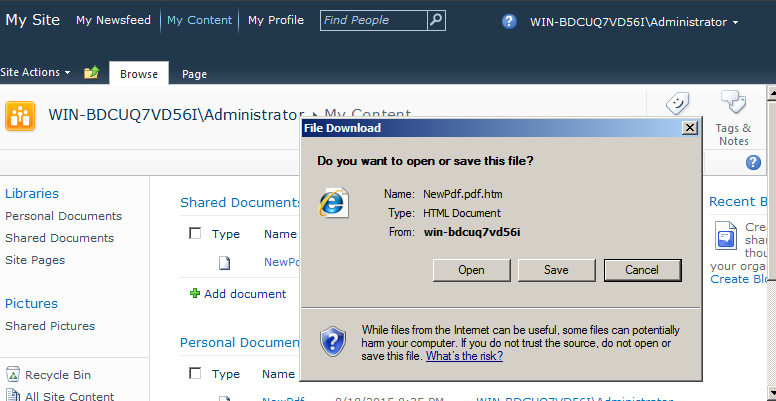 My Site My Newsfeed My Content My Profile Find People WIN-BDCUQ7VD56I\Administrator
Site Actions Browse Page
WIN-BDCUQ7VD56I\Administrator My Content
Tags &
Notes
File Download
Do you want to open or save this file?
Name: NewPdf.pdf.htm
Type: HTML Document
From: win-bdcuq7vd56i
Open Save Cancel
While files from the Internet can be useful, some files can potentially
harm your computer. If you do not trust the source, do not open or
save this file. What's the risk?
Libraries
Personal Documents
Shared Documents
Site Pages
Pictures
Shared Pictures
Recycle Bin
All Site Content
Shared Documents
Type Name
NewPd
Add document
Personal Documen
Type Name
NewPdf 8/18/2015 9:35 PM WIN-BDCUQ7VD56I\Administrator
Recent B
Crea
shar
thou
your organ
Create Blo